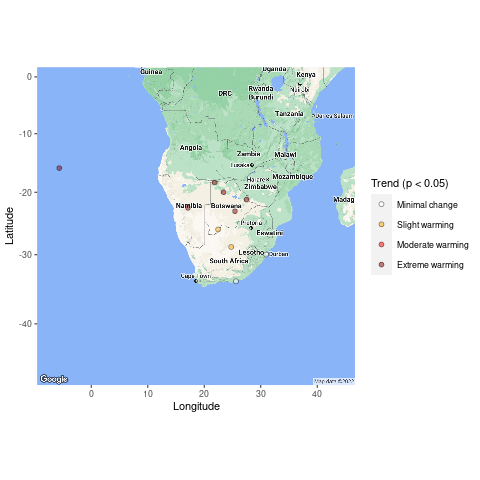 Guinea
Uganda
Kenya
Nairobi
DRC
Rwanda
Burundi
Tanzania
Dar es Salaam
Angola
Zambia
Malawi
Lusaka
Harare
Mozambique
Zimbabwe
Namibia
Botswana
Madag
Pretoria
Eswatini
Lesotho
Durban
South Africa
Cape Town
Google
Map data ©2022
0
-10
-20
-30
-40
Latitude
0
10
20
30
40
Longitude
Trend (p < 0.05)
Minimal change
Slight warming
Moderate warming
Extreme warming